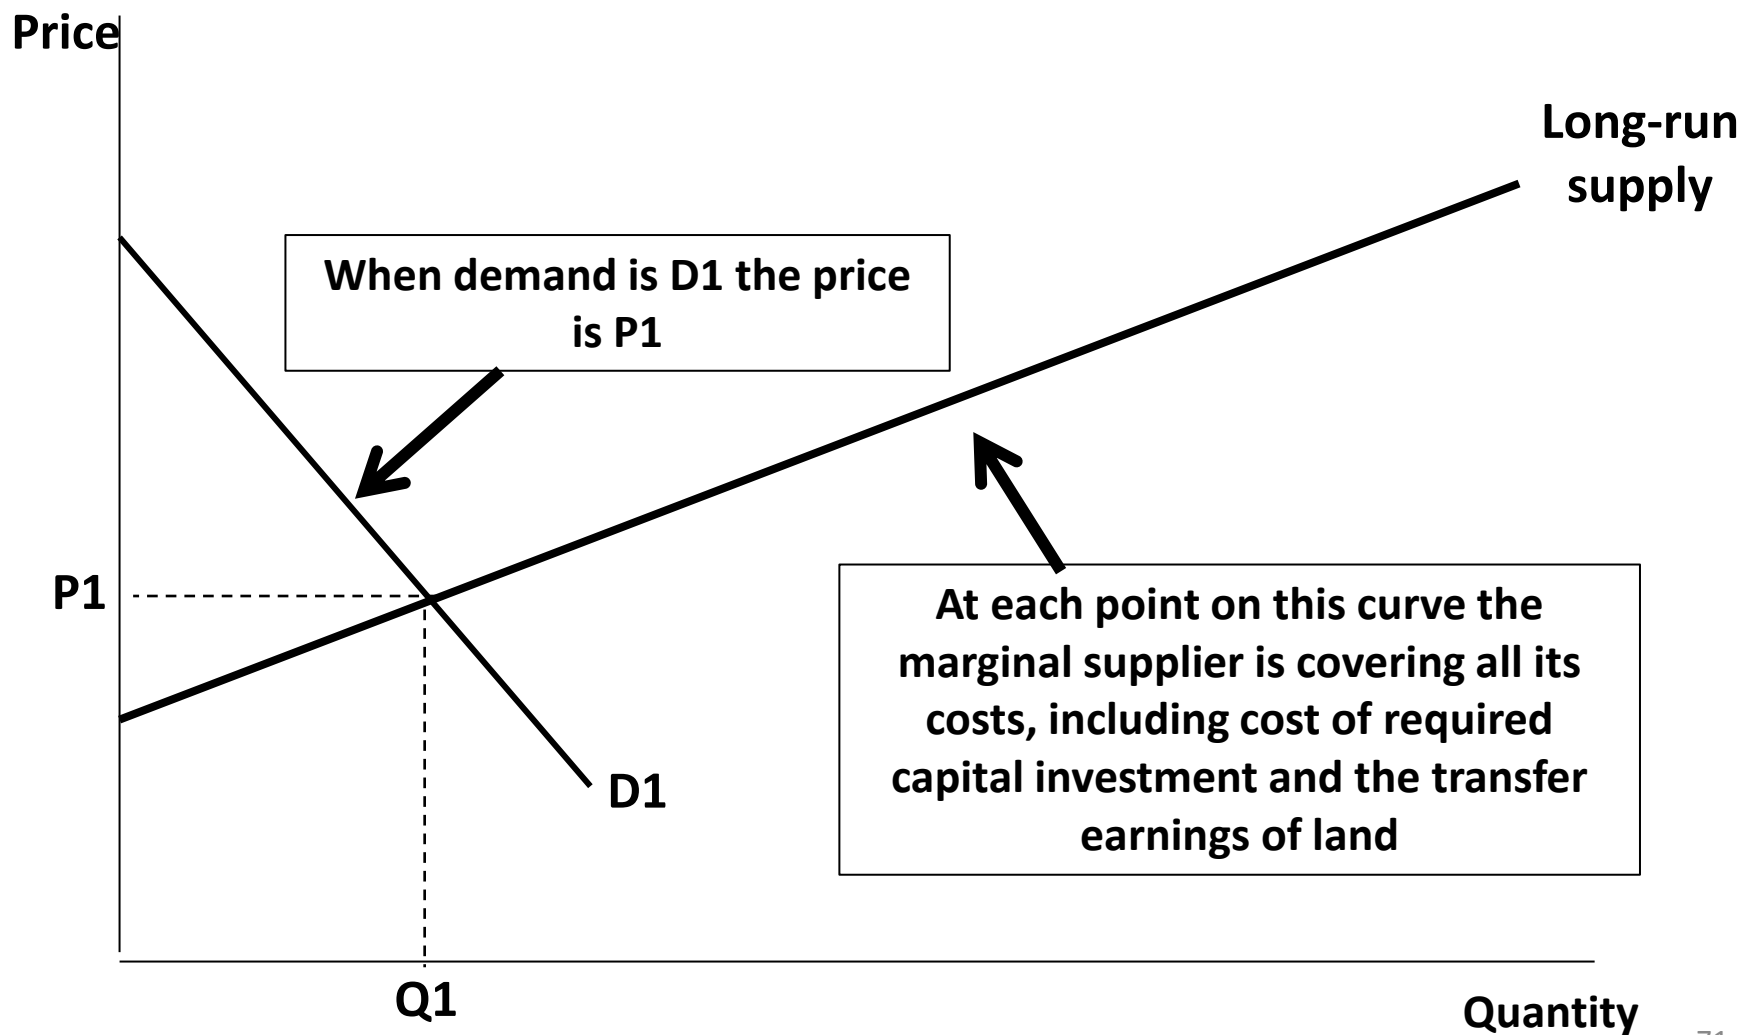 Price
Long-run
supply
When demand is D1 the price
is P1
P1
At each point on this curve the
marginal supplier is covering all its
costs, including cost of required
capital investment and the transfer
earnings of land
D1
Q1
Quantity
71